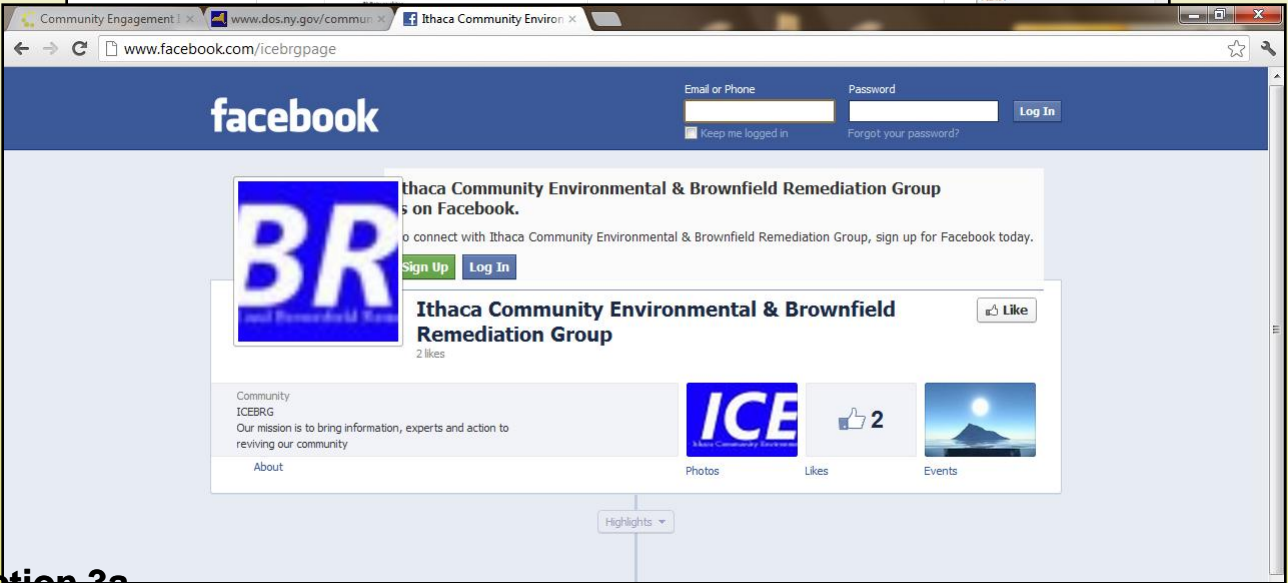 Community Engagement
www.dos.ny.gov/commun
Ithaca Community Environ
www.facebook.com/icebrgpage
facebook
Email or Phone
Password
Log In
Keep me logged in
Forgot your password?
thaca Community Environmental & Brownfield Remediation Group
s on Facebook.
o connect with Ithaca Community Environmental & Brownfield Remediation Group, sign up for Facebook today.
Sign Up Log In
BR
Ithaca Community Environmental & Brownfield
Remediation Group
2 likes
Like
Community
ICEBRG
Our mission is to bring information, experts and action to
reviving our community
About
ICE
2
Photos
Likes
Events
Highlights
ction 3a